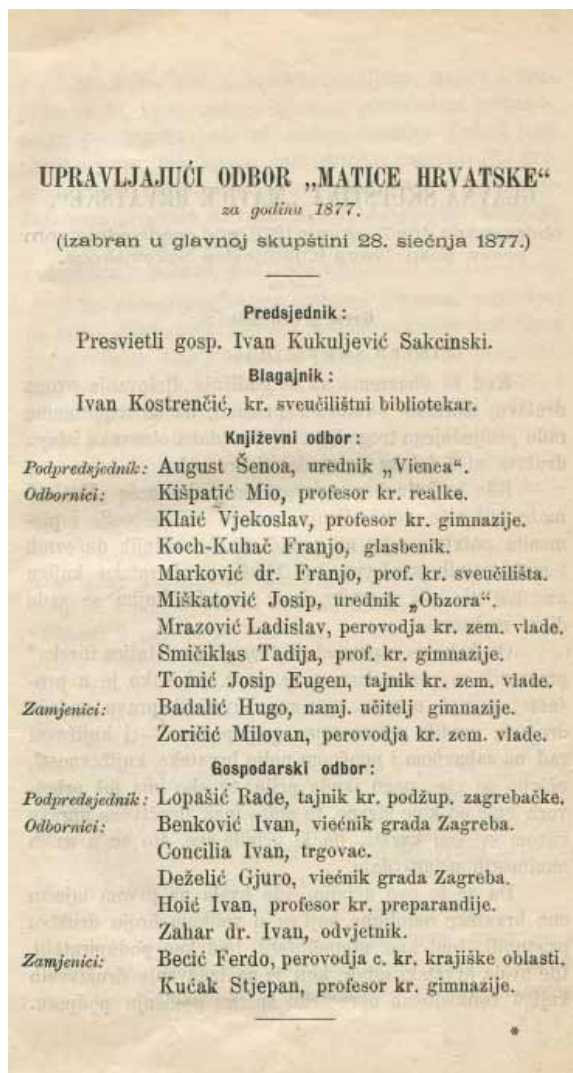 UPRAVLJAJUĆI ODBOR „MATICE HRVATSKE“
za godinu 1877.
(izabran u glavnoj skupštini 28. siečnja 1877.)
Predsjednik:
Presvietli gosp. Ivan Kukuljević Sakcinski.
Blagajnik:
Ivan Kostrenčić, kr. sveučilištni bibliotekar.
Književni odbor:
Podpredsjednik: August Šenoa, urednik „Vienca“.
Odbornici: Kišpatić Mio, profesor kr. realke.
Klaić Vjekoslav, profesor kr. gimnazije.
Koch-Kuhač Franjo, glasbenik.
Marković dr. Franjo, prof. kr. sveučilišta.
Miškatović Josip, urednik „Obzora“.
Mrazović Ladislav, perovodja kr. zem. vlade.
Smičiklas Tadija, prof. kr. gimnazije.
Tomić Josip Eugen, tajnik kr. zem. vlade.
Zamjenici: Badalić Hugo, namj. učitelj gimnazije.
Zoričić Milovan, perovodja kr. zem. vlade.
Gospodarski odbor:
Podpredsjednik: Lopašić Rade, tajnik kr. podžup. zagrebačke.
Odbornici: Benković Ivan, viećnik grada Zagreba.
Concilia Ivan, trgovac.
Deželić Gjuro, viećnik grada Zagreba.
Hoić Ivan, profesor kr. preparandije.
Zahar dr. Ivan, odvjetnik.
Zamjenici: Becić Ferdo, perovodja c. kr. krajiške oblasti.
Kućak Stjepan, profesor kr. gimnazije.
*